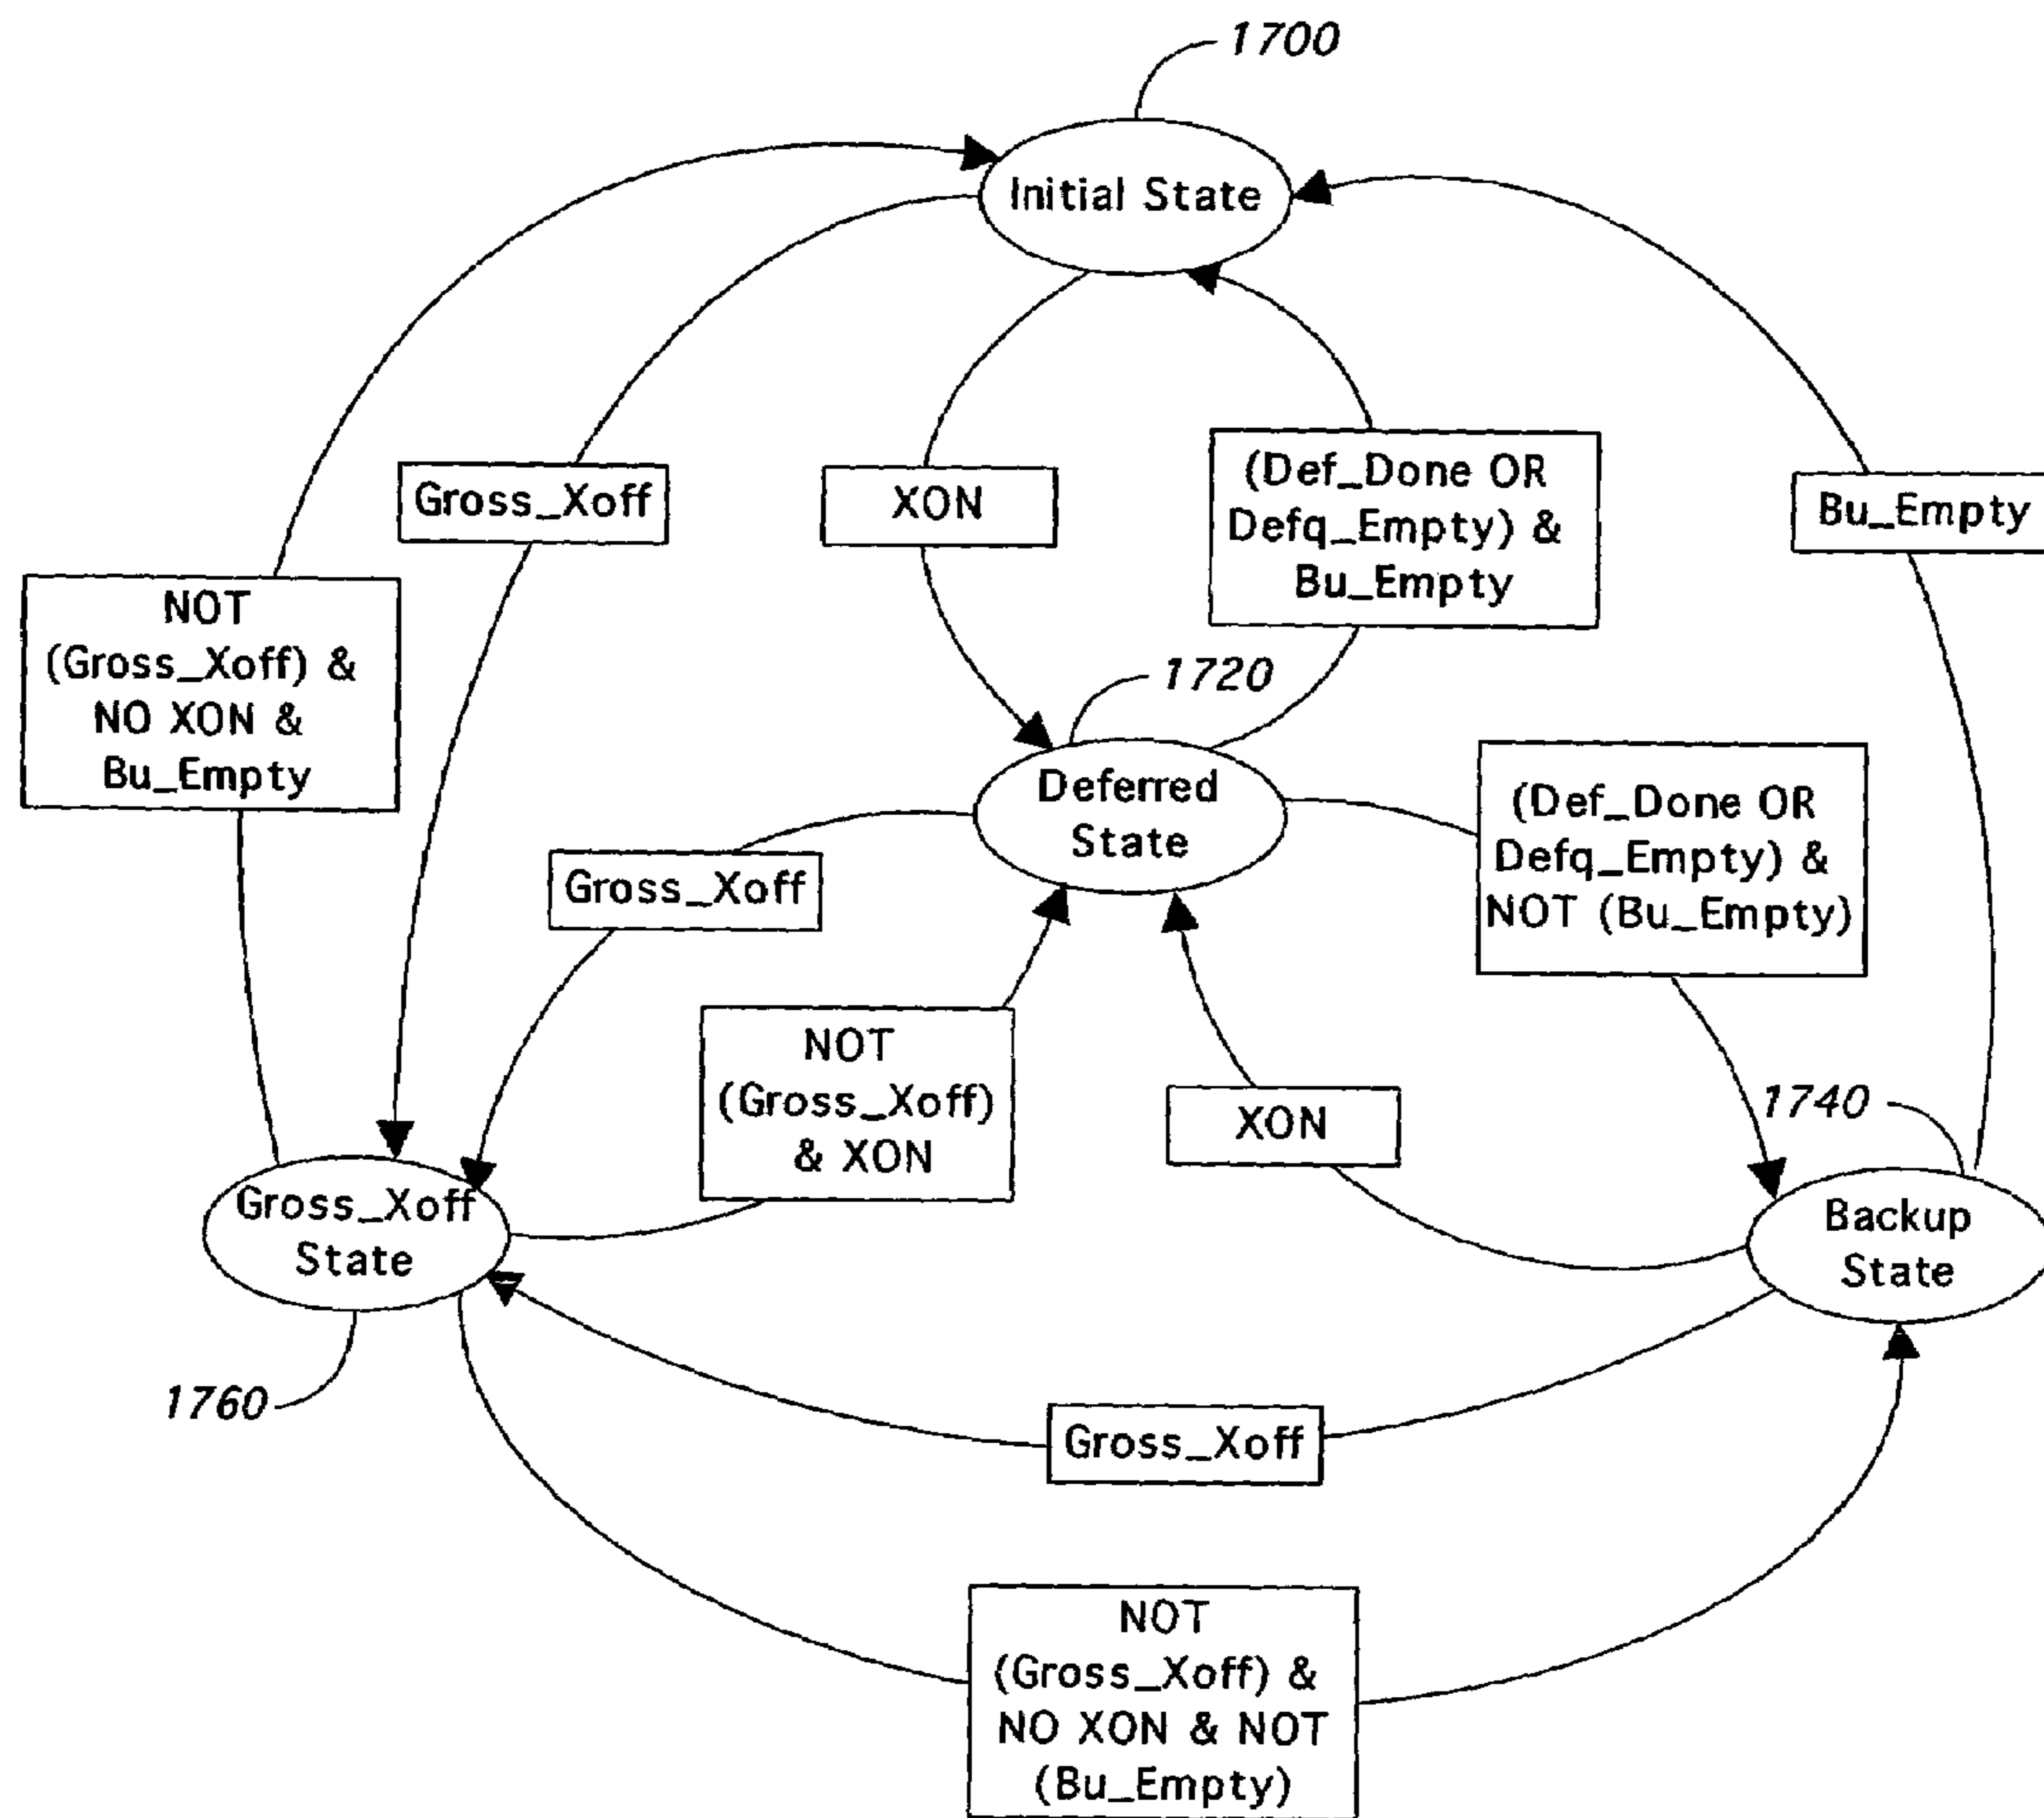 1700
Initial State
Gross_Xoff
XON
(Def_Done OR
Defq_Empty) &
Bu_Empty
Bu_Empty
NOT
(Gross_Xoff) &
NO XON &
Bu_Empty
1720
Deferred
State
Gross_Xoff
(Def_Done OR
Defq_Empty) &
NOT (Bu_Empty)
NOT
(Gross_Xoff)
& XON
XON
1740
Gross_Xoff
State
Backup
State
1760
Gross_Xoff
NOT
(Gross_Xoff) &
NO XON & NOT
(Bu_Empty)